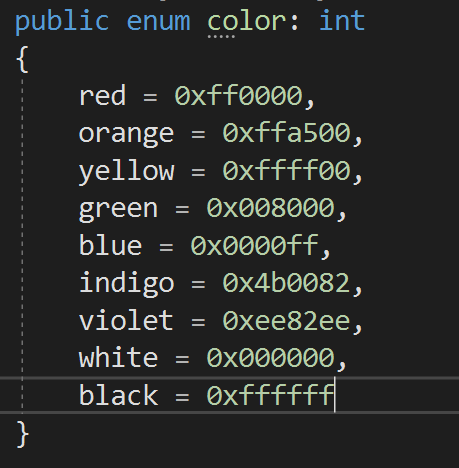 public enum color: int
{
red = 0xff0000,
orange = 0xffa500,
yellow = 0xffff00,
green = 0x008000,
blue = 0x0000ff,
indigo = 0x4b0082,
violet = 0xee82ee,
white = 0x000000,
black = 0xffffff
}